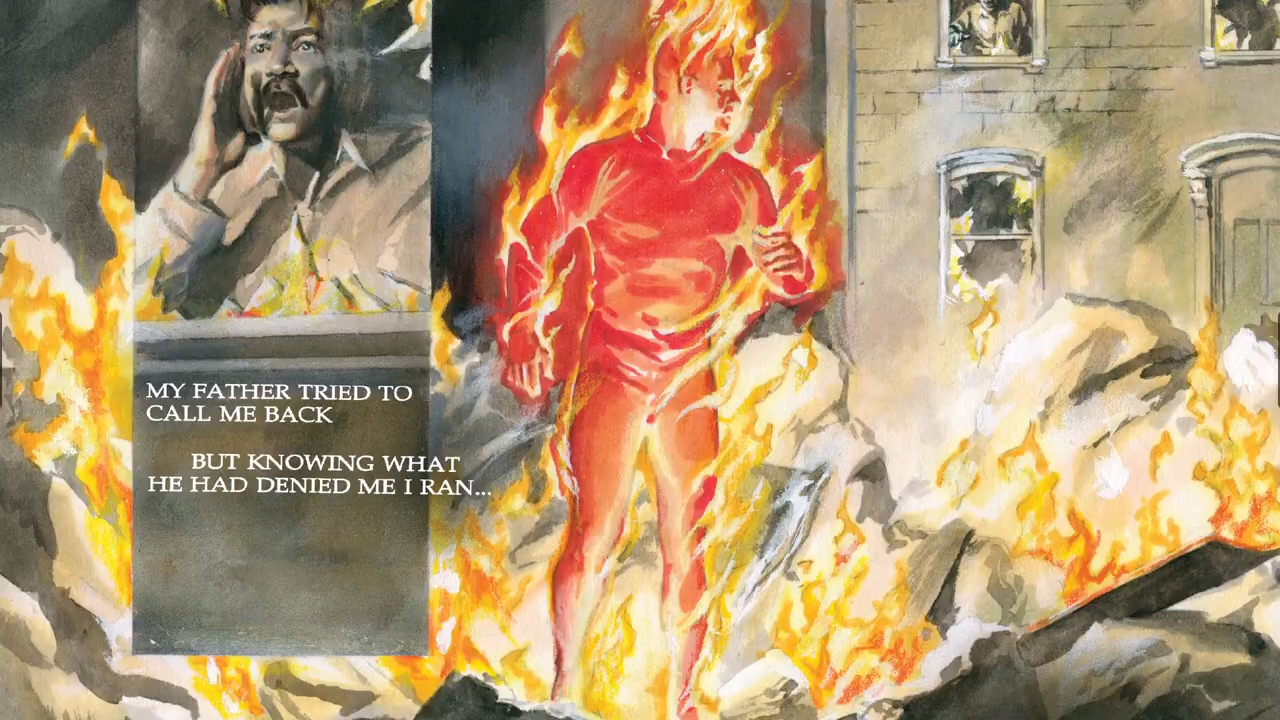 MY FATHER TRIED TO
CALL ME BACK
BUT KNOWING WHAT
HE HAD DENIED ME I RAN...